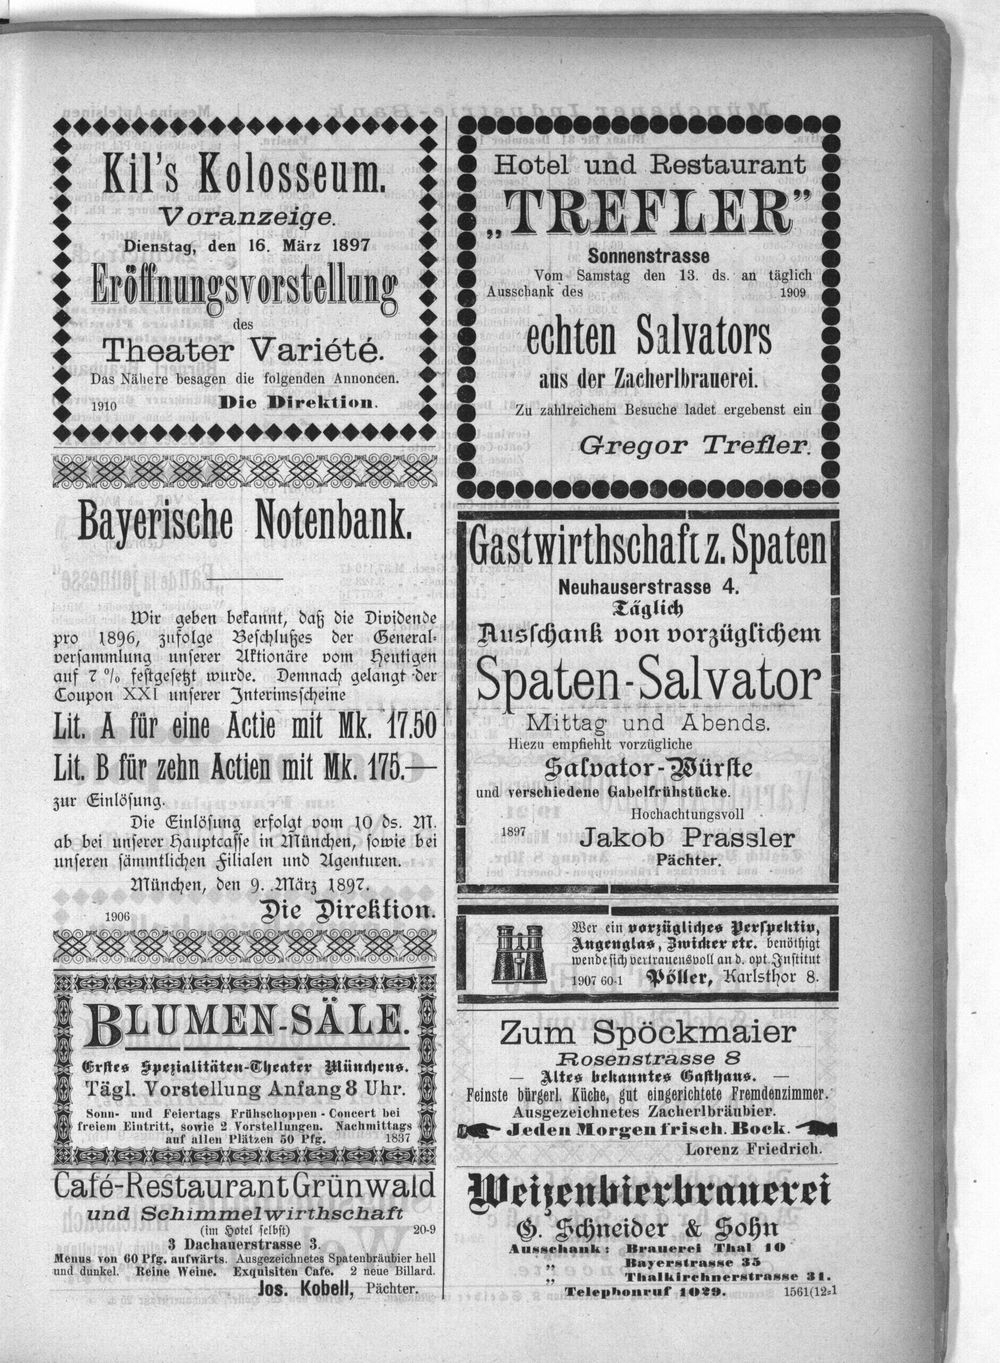 Kil's Kolosseum.
Voranzeige.
Dienstag, den 16. März 1897
Eröffnungsvorstellung
des
Theater Variété.
Das Nähere besagen die folgenden Annoncen.
1910 Die Direktion.
Bayerische Notenbank.
Wir geben bekannt, daß die Dividende
pro 1896, zufolge Beschlußes der General-
versammlung unserer Aktionäre vom Heutigen
auf 7 % festgesetzt wurde. Demnach gelangt der
Coupon XXI unserer Interimsscheine
Lit. A für eine Actie mit Mk. 17.50
Lit. B für zehn Actien mit Mk. 175.—
zur Einlösung.
Die Einlösung erfolgt vom 10 ds. M.
ab bei unserer Hauptcasse in München, sowie bei
unseren sämmtlichen Filialen und Agenturen.
München, den 9. März 1897.
1906 Die Direktion.
BLUMEN-SÄLE.
Erstes Spezialitäten-Theater Münchens.
Tägl. Vorstellung Anfang 8 Uhr.
Sonn- und Feiertags Frühschoppen-Concert bei
freiem Eintritt, sowie 2 Vorstellungen. Nachmittags
auf allen Plätzen 50 Pfg. 1837
Café-Restaurant Grünwald
und Schimmelwirthschaft
(im Hotel selbst) 20-9
3 Dachauerstrasse 3.
Menus von 60 Pfg. aufwärts. Ausgezeichnetes Spatenbräubier hell
und dunkel. Reine Weine. Exquisiten Cafe. 2 neue Billard.
Jos. Kobell, Pächter.
Hotel und Restaurant
„TREFLER”
Sonnenstrasse
Vom Samstag den 13. ds. an täglich
Ausschank des 1909
echten Salvators
aus der Zacherlbrauerei.
Zu zahlreichem Besuche ladet ergebenst ein
Gregor Trefler.
Gastwirthschaft z. Spaten
Neuhauserstrasse 4.
Täglich
Ausschank von vorzüglichem
Spaten-Salvator
Mittag und Abends.
Hiezu empfiehlt vorzügliche
Salvator-Würste
und verschiedene Gabelfrühstücke.
Hochachtungsvoll
1897 Jakob Prassler
Pächter.
Wer ein vorzügliches Perspektiv,
Augenglas, Zwicker etc. benöthigt
wende sich vertrauensvoll an d. opt. Institut
1907 60-1 Pöller, Karlsthor 8.
Zum Spöckmaier
Rosenstrasse 8
— Altes bekanntes Gasthaus. —
Feinste bürgerl. Küche, gut eingerichtete Fremdenzimmer.
Ausgezeichnetes Zacherlbräubier.
Jeden Morgen frisch. Bock.
Lorenz Friedrich.
Weizenbierbrauerei
G. Schneider & Sohn
Ausschank: Brauerei Thal 10
„ Bayerstrasse 35
„ Thalkirchnerstrasse 31.
Telephonruf 1029. 1561(12=1